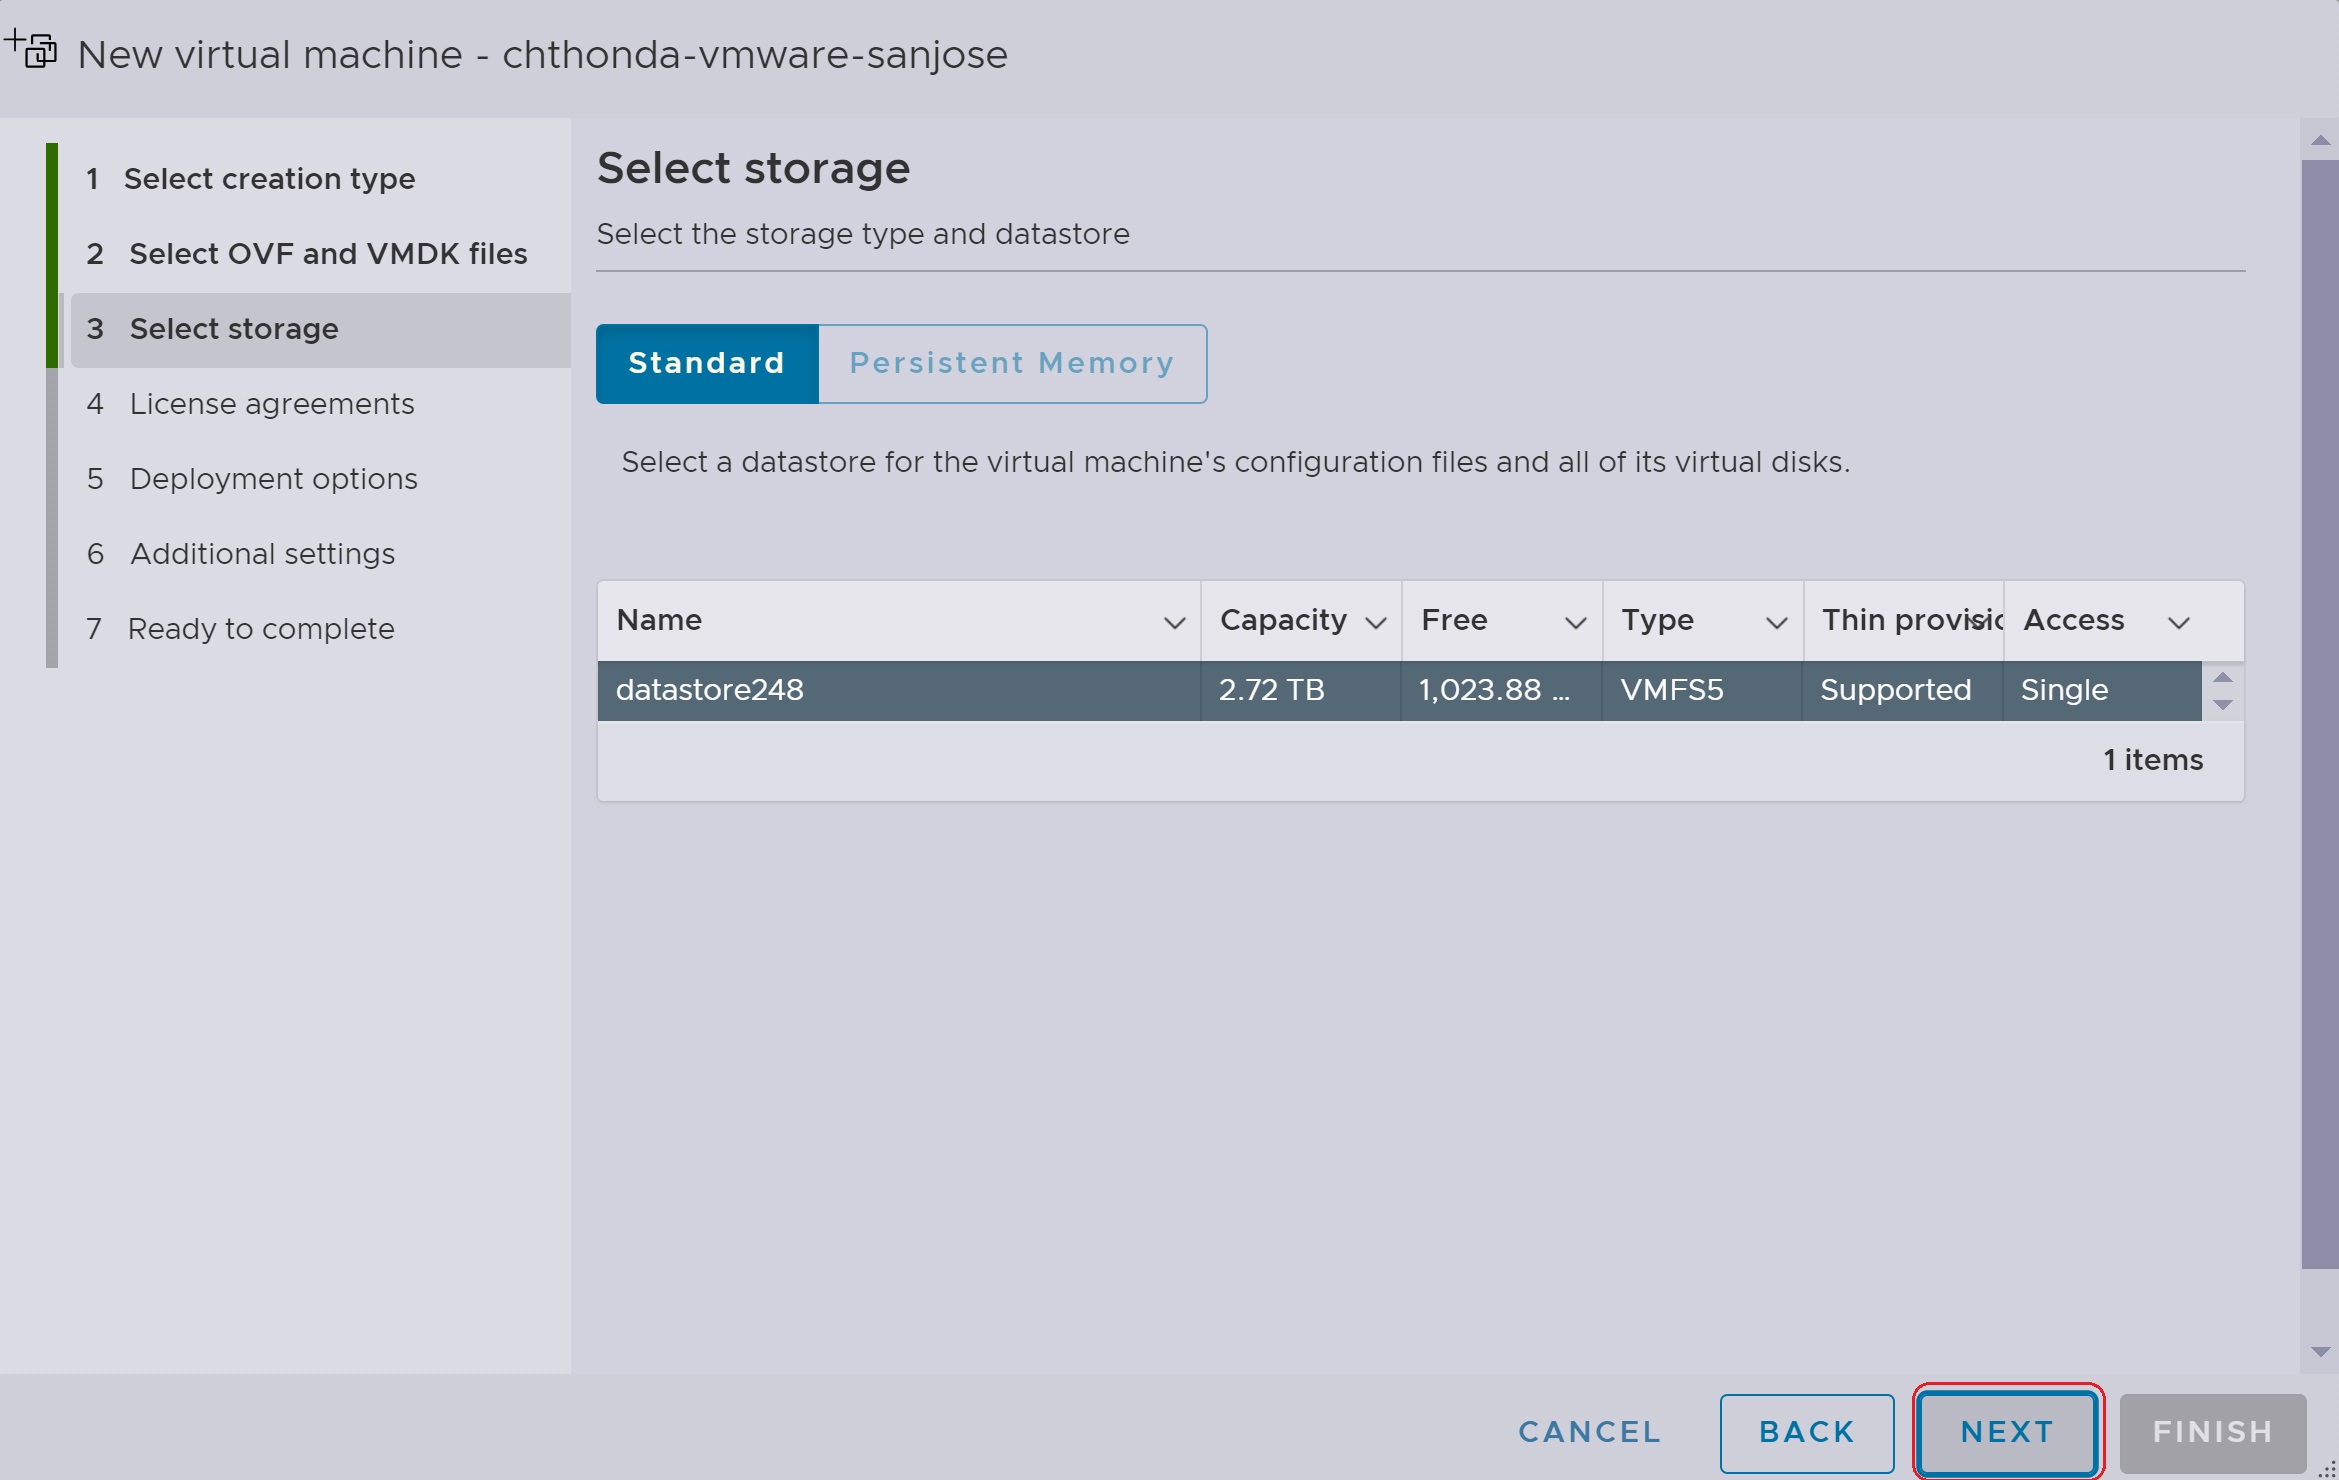 New virtual machine - chthonda-vmware-sanjose
1 Select creation type
2 Select OVF and VMDK files
3 Select storage
4 License agreements
5 Deployment options
6 Additional settings
7 Ready to complete
Select storage
Select the storage type and datastore
Standard Persistent Memory
Select a datastore for the virtual machine's configuration files and all of its virtual disks.
Name Capacity Free Type Thin provisic Access
datastore248 2.72 TB 1,023.88 ... VMFS5 Supported Single
1 items
CANCEL BACK NEXT FINISH